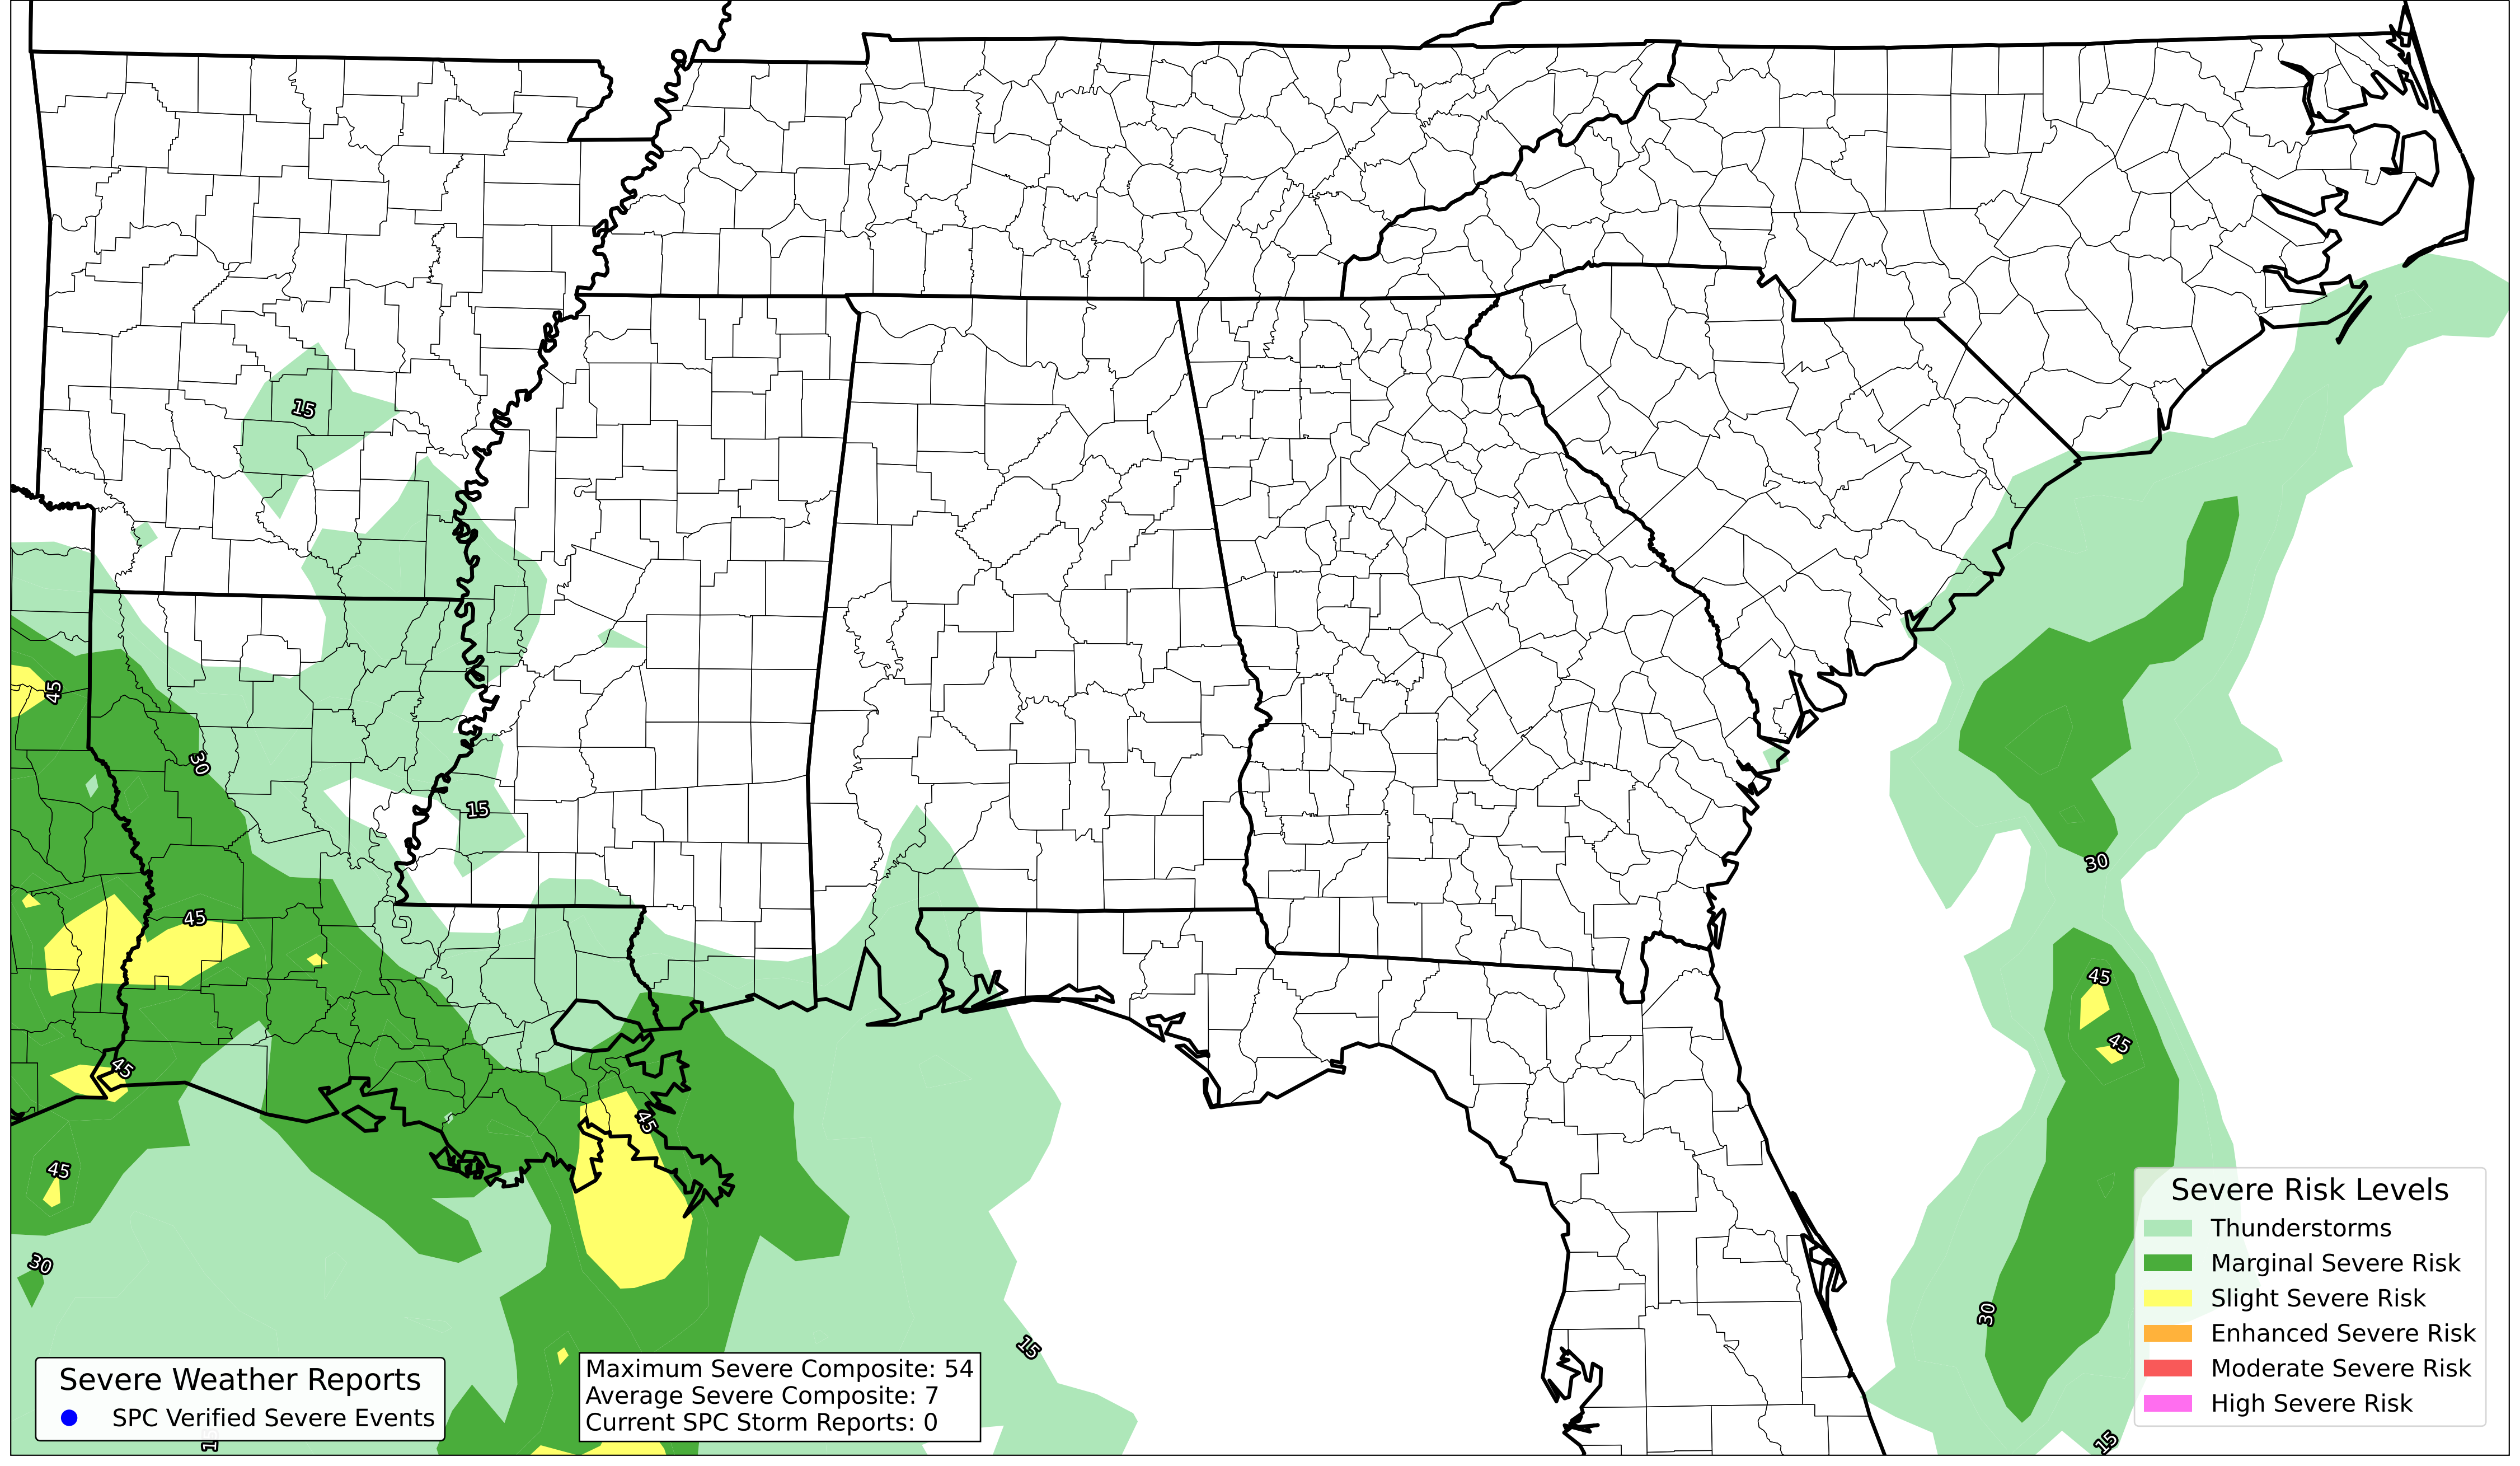 15
45
30
15
30
45
45
45
45
45
45
30
30
15
15
Severe Risk Levels
Thunderstorms
Marginal Severe Risk
Slight Severe Risk
Enhanced Severe Risk
Moderate Severe Risk
High Severe Risk
Severe Weather Reports
SPC Verified Severe Events
Maximum Severe Composite: 54
Average Severe Composite: 7
Current SPC Storm Reports: 0